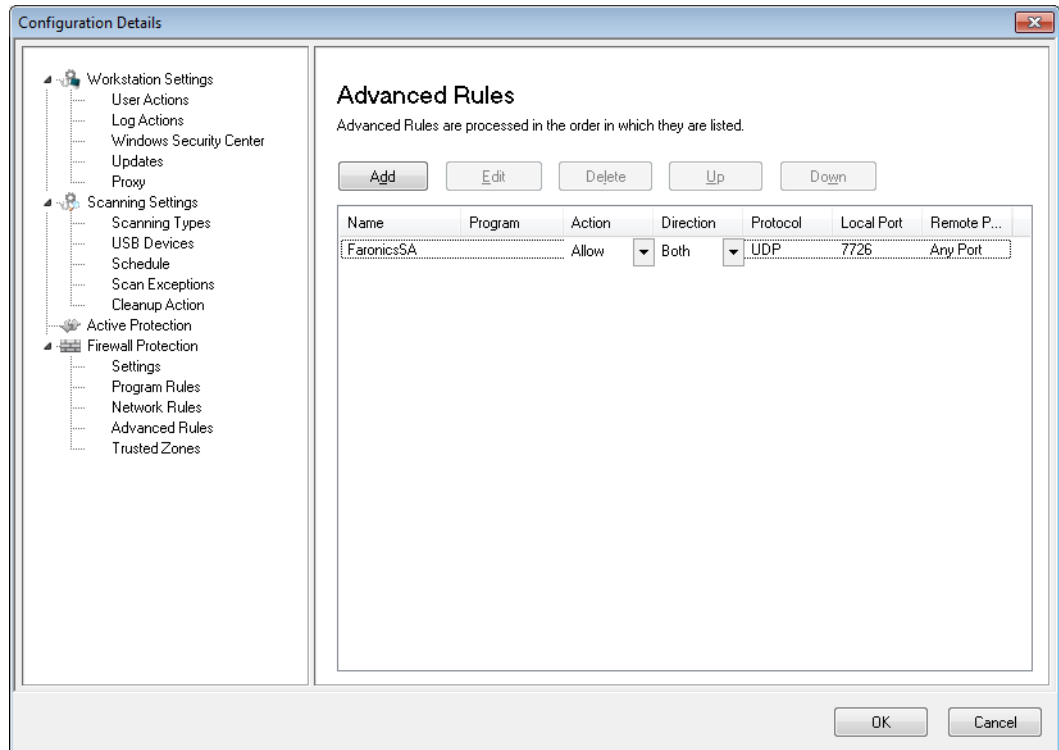 Configuration Details
Workstation Settings
User Actions
Log Actions
Windows Security Center
Updates
Proxy
Scanning Settings
Scanning Types
USB Devices
Schedule
Scan Exceptions
Cleanup Action
Active Protection
Firewall Protection
Settings
Program Rules
Network Rules
Advanced Rules
Trusted Zones
Advanced Rules
Advanced Rules are processed in the order in which they are listed.
Add Edit Delete Up Down
Name Program Action Direction Protocol Local Port Remote P...
FaronicsSA Allow Both UDP 7726 Any Port
OK Cancel